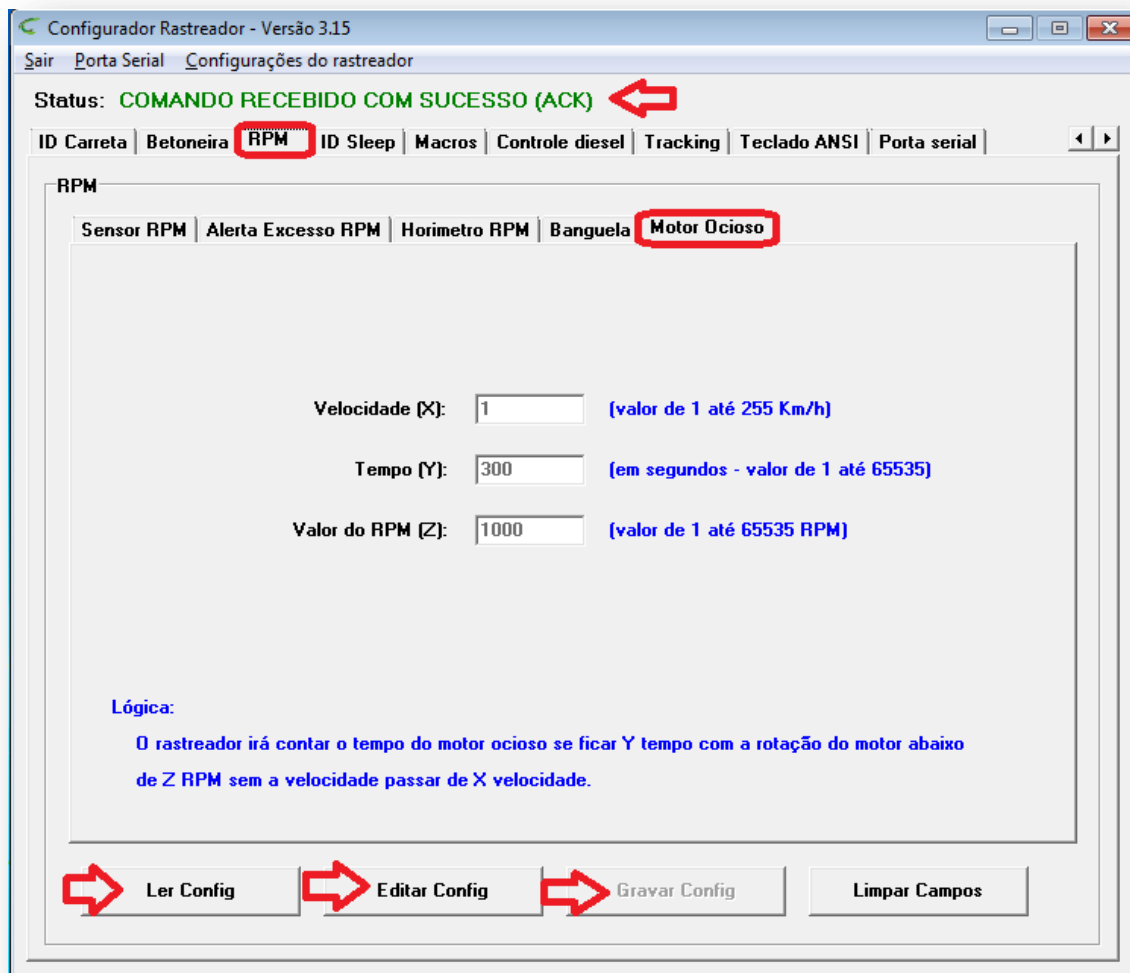 Configurador Rastreador - Versão 3.15
Sair Porta Serial Configurações do rastreador
Status: COMANDO RECEBIDO COM SUCESSO (ACK)
ID Carreta Betoneira RPM ID Sleep Macros Controle diesel Tracking Teclado ANSI Porta serial
RPM
Sensor RPM Alerta Excesso RPM Horimetro RPM Banguela Motor Ocioso
Velocidade (X): 1 (valor de 1 até 255 Km/h)
Tempo (Y): 300 (em segundos - valor de 1 até 65535)
Valor do RPM (Z): 1000 (valor de 1 até 65535 RPM)
Lógica:
O rastreador irá contar o tempo do motor ocioso se ficar Y tempo com a rotação do motor abaixo
de Z RPM sem a velocidade passar de X velocidade.
Ler Config Editar Config Gravar Config Limpar Campos